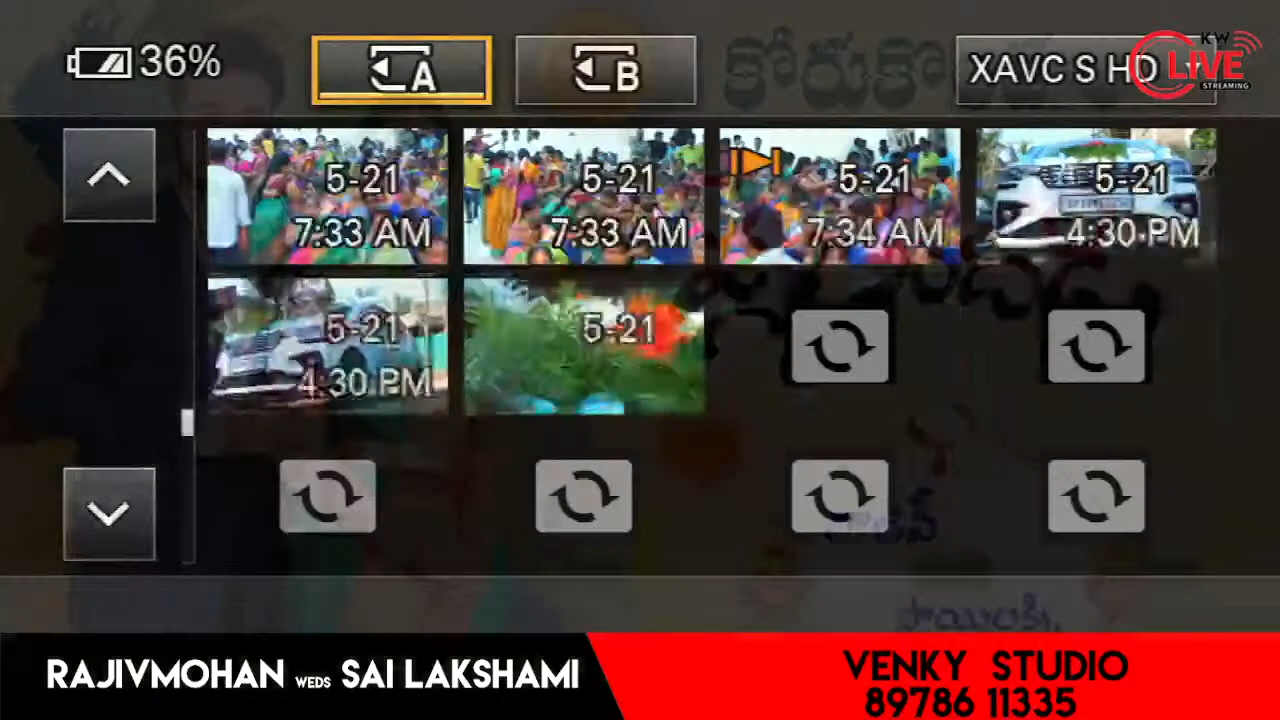 36%
A
B
XAVC S HD
KW
LIVE
STREAMING
కోరుకొ
5-21
7:33 AM
5-21
7:33 AM
5-21
7:34 AM
5-21
4:30 PM
5-21
4:30 PM
5-21
RAJIVMOHAN WEDS SAI LAKSHAMI
VENKY STUDIO
89786 11335